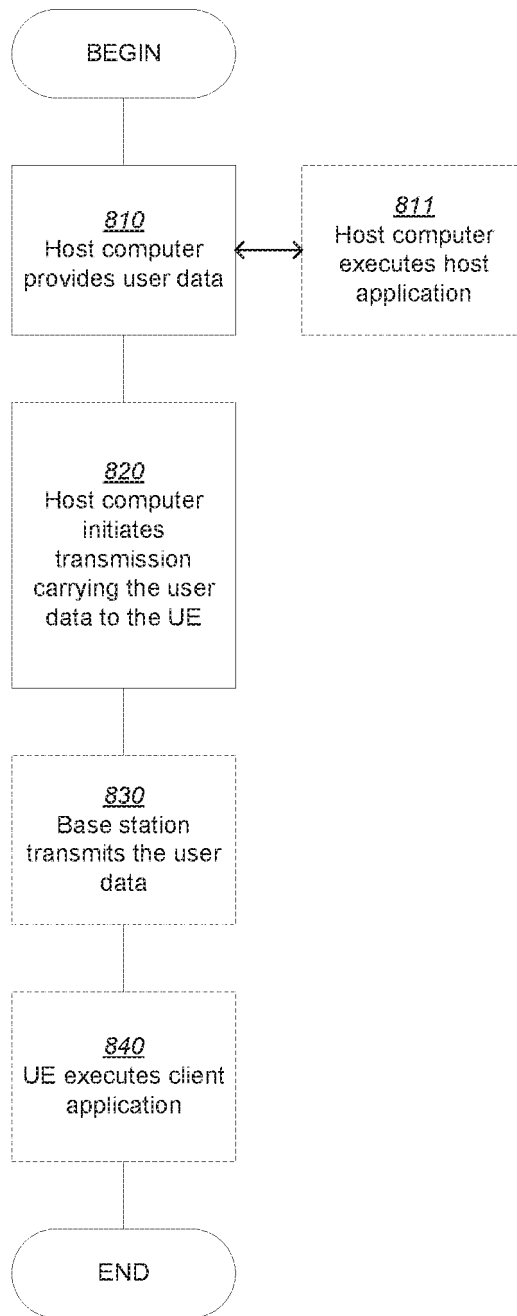 BEGIN
810
Host computer
provides user data
811
Host computer
executes host
application
820
Host computer
initiates
transmission
carrying the user
data to the UE
830
Base station
transmits the user
data
840
UE executes client
application
END